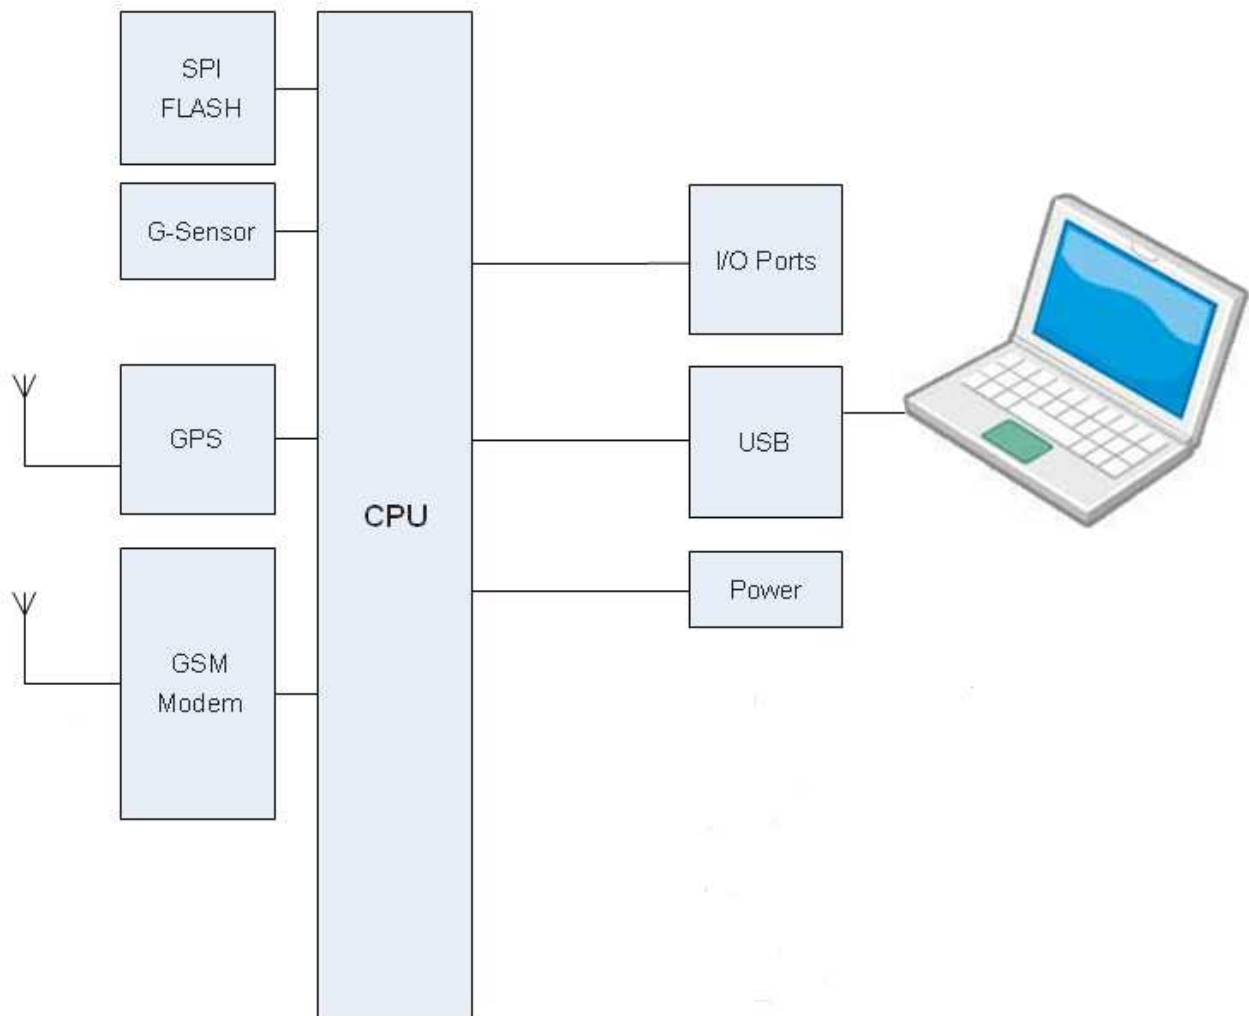 SPI
FLASH
G-Sensor
GPS
GSM
Modem
CPU
I/O Ports
USB
Power